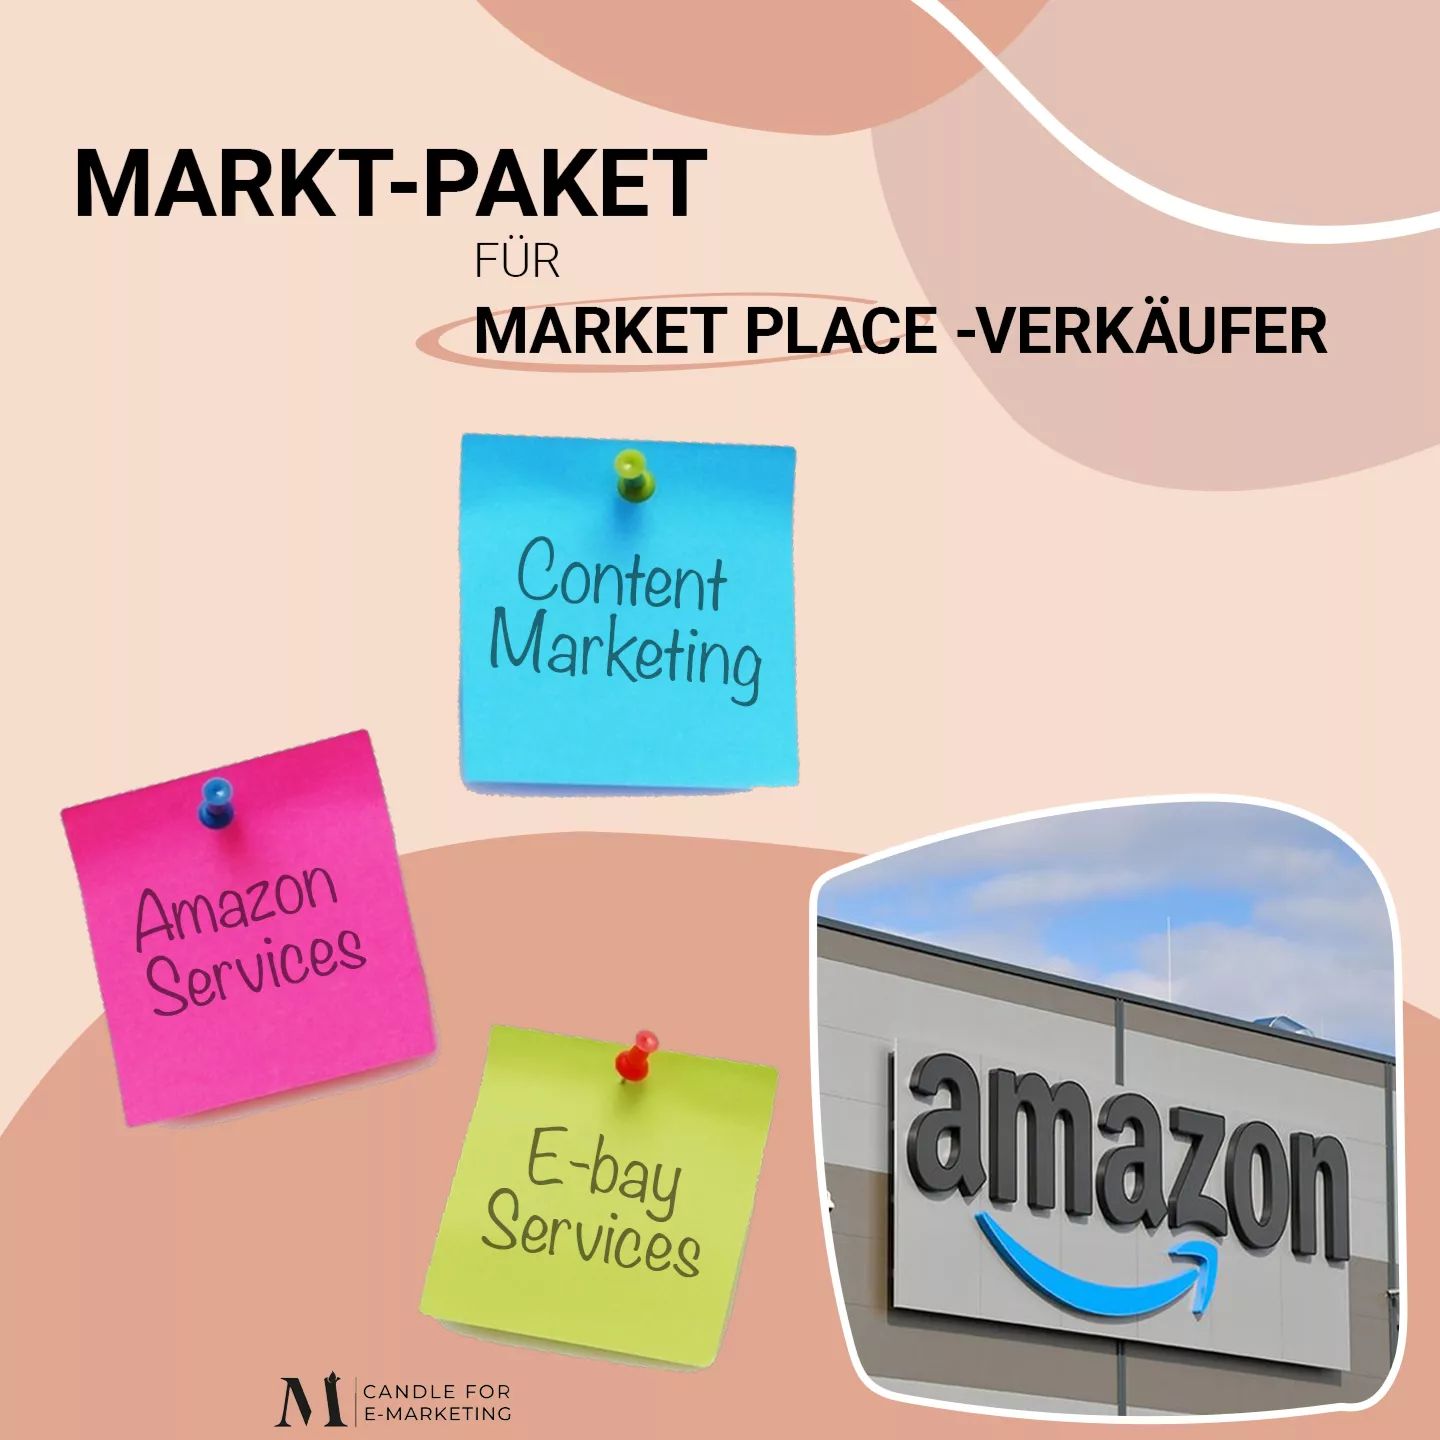 MARKT-PAKET
FÜR
MARKET PLACE -VERKÄUFER
Content
Marketing
Amazon
Services
E-bay
Services
amazon
M
CANDLE FOR
E-MARKETING